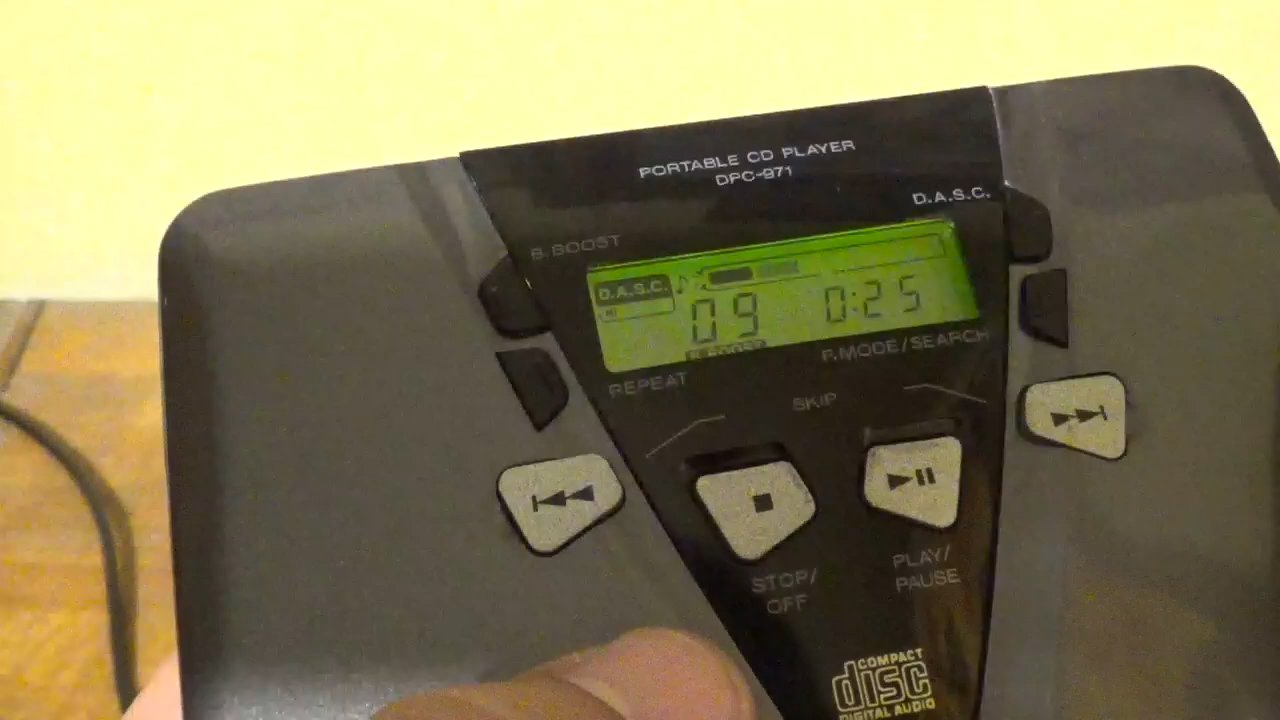 PORTABLE CD PLAYER
DPC-971
D.A.S.C.
B.BOOST
D.A.S.C.
09 0:25
B.BOOST
P.MODE/SEARCH
REPEAT
SKIP
STOP/
OFF
PLAY/
PAUSE
COMPACT
disc
DIGITAL AUDIO